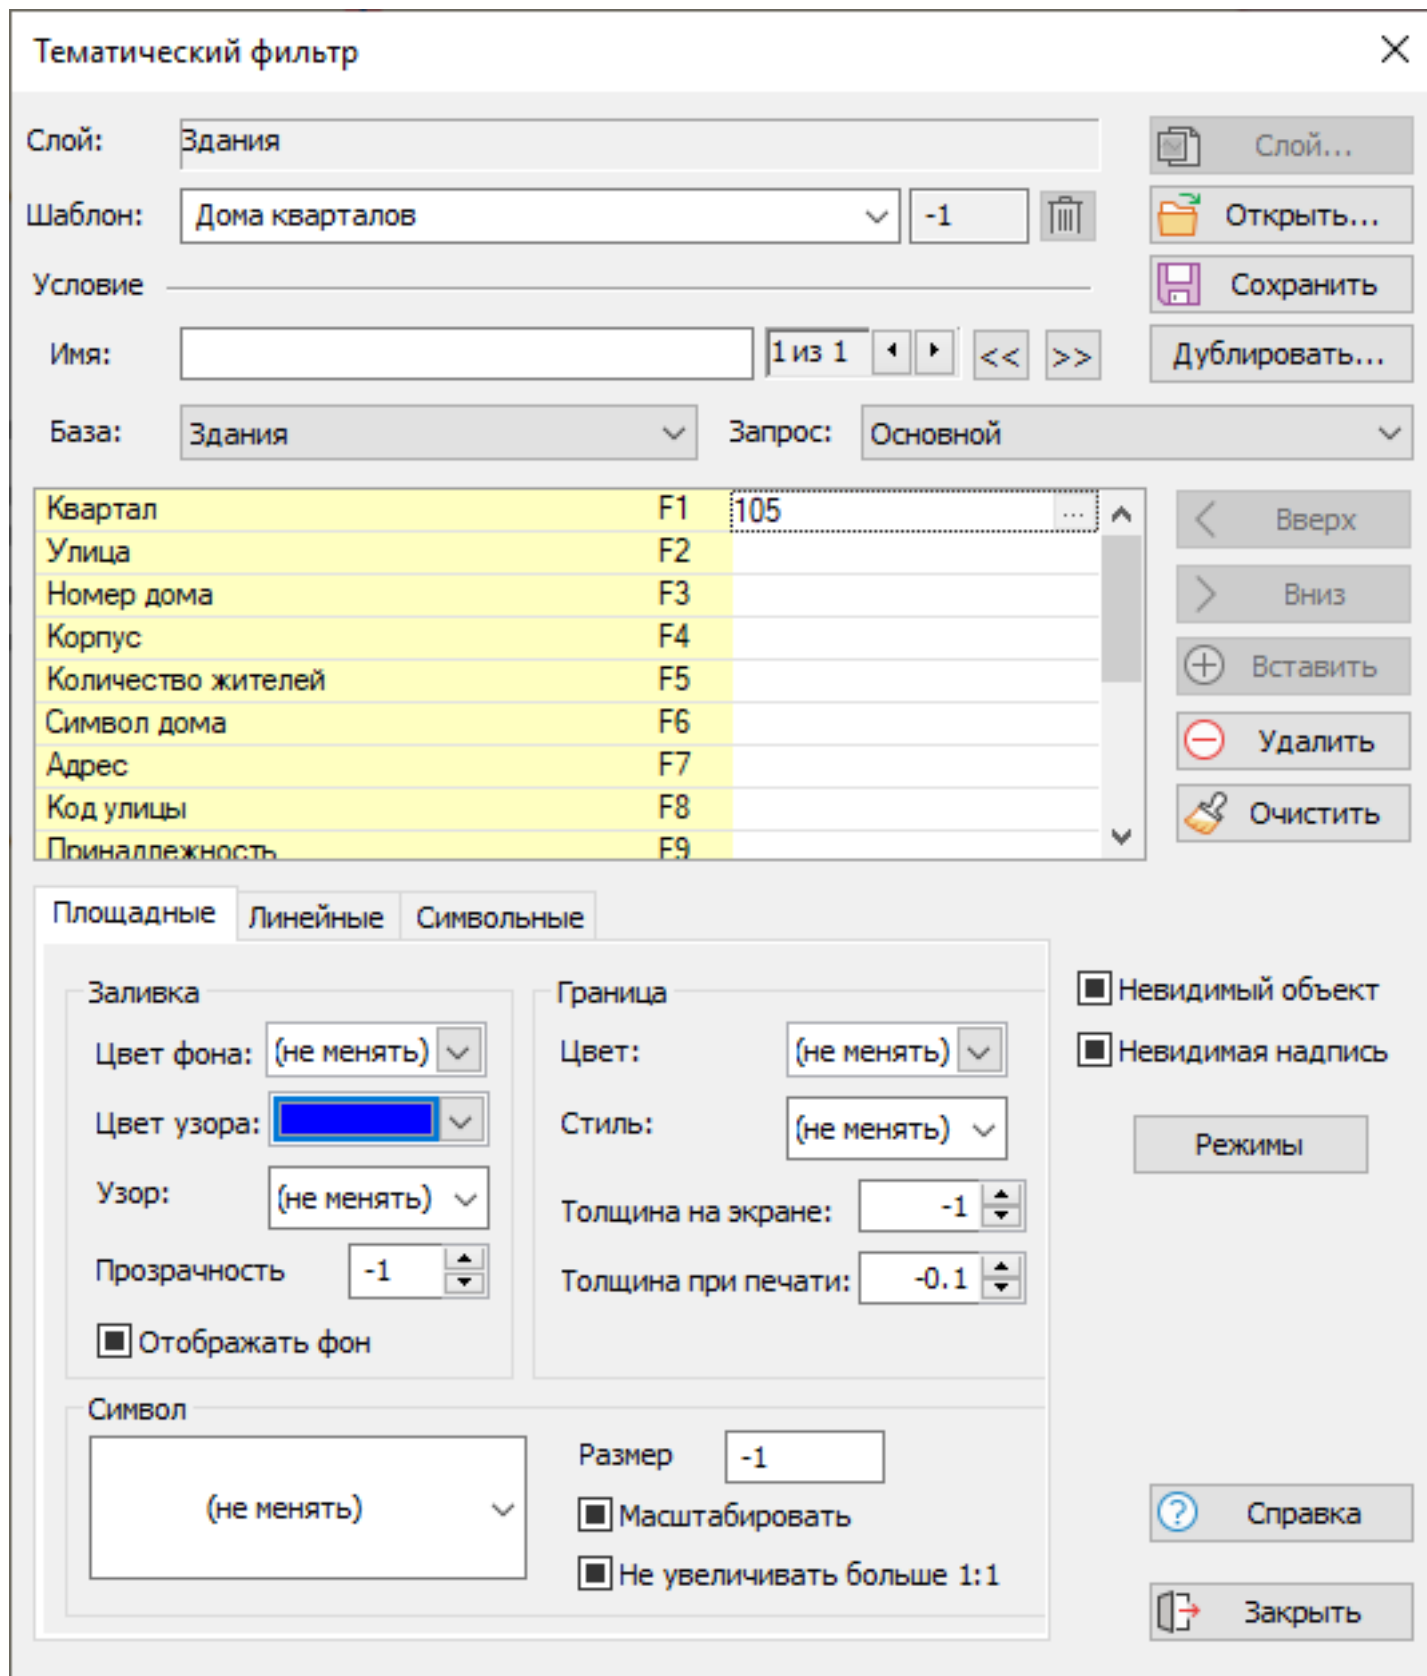 Тематический фильтр
Слой: Здания Слой...
Шаблон: Дома кварталов -1 Открыть...
Условие Сохранить
Имя: 1 из 1 << >> Дублировать...
База: Здания Запрос: Основной
Квартал F1 105 ... Вверх
Улица F2
Номер дома F3 Вниз
Корпус F4
Количество жителей F5 Вставить
Символ дома F6
Адрес F7 Удалить
Код улицы F8 Очистить
Принадлежность F9
Площадные Линейные Символьные
Заливка Граница Невидимый объект
Цвет фона: (не менять) Цвет: (не менять) Невидимая надпись
Цвет узора: Стиль: (не менять) Режимы
Узор: (не менять) Толщина на экране: -1
Прозрачность -1 Толщина при печати: -0.1
Отображать фон
Символ
(не менять) Размер -1
Масштабировать Справка
Не увеличивать больше 1:1
Закрыть